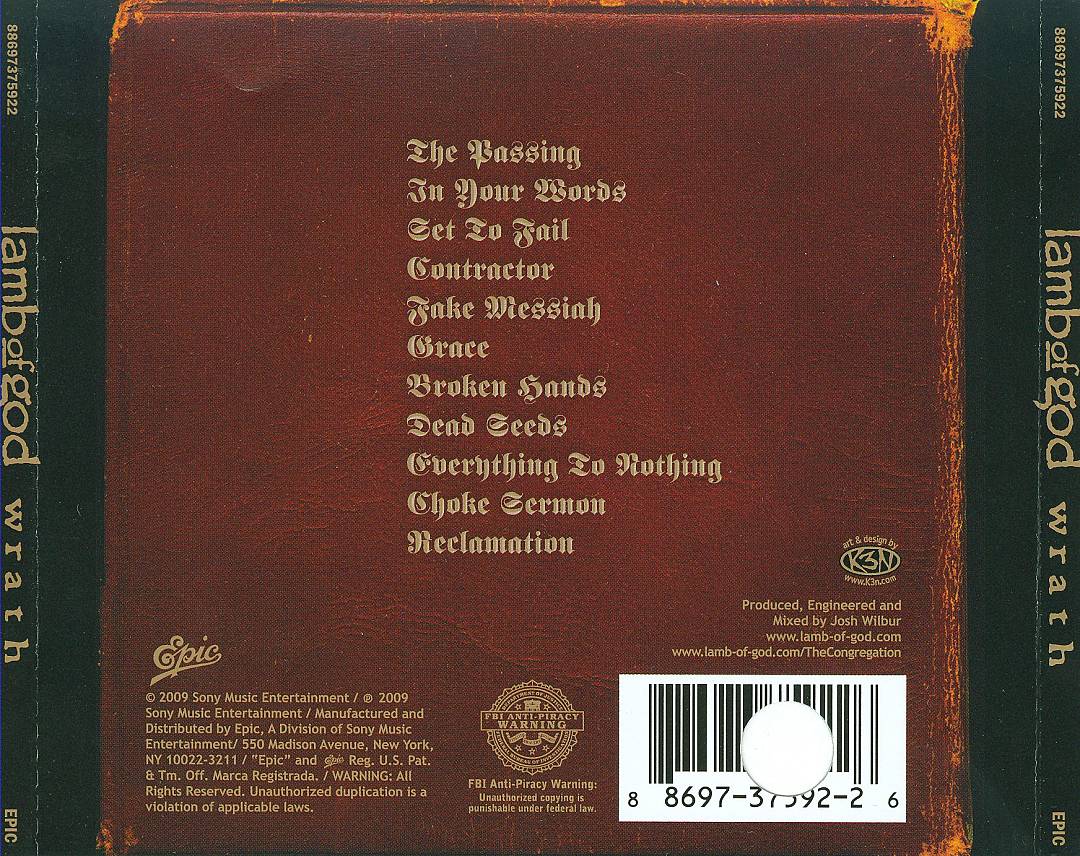 88697375922
lamb of god wrath
EPIC
The Passing
In Your Words
Set To Fail
Contractor
Fake Messiah
Grace
Broken Hands
Dead Seeds
Everything To Nothing
Choke Sermon
Reclamation
art & design by
K3N
www.K3n.com
Produced, Engineered and
Mixed by Josh Wilbur
www.lamb-of-god.com
www.lamb-of-god.com/TheCongregation
Epic
© 2009 Sony Music Entertainment / ℗ 2009
Sony Music Entertainment / Manufactured and
Distributed by Epic, A Division of Sony Music
Entertainment/ 550 Madison Avenue, New York,
NY 10022-3211 / "Epic" and Epic Reg. U.S. Pat.
& Tm. Off. Marca Registrada. / WARNING: All
Rights Reserved. Unauthorized duplication is a
violation of applicable laws.
FBI ANTI-PIRACY
WARNING
FBI Anti-Piracy Warning:
Unauthorized copying is
punishable under federal law.
8 8697-37592-2 6
88697375922
lamb of god wrath
EPIC